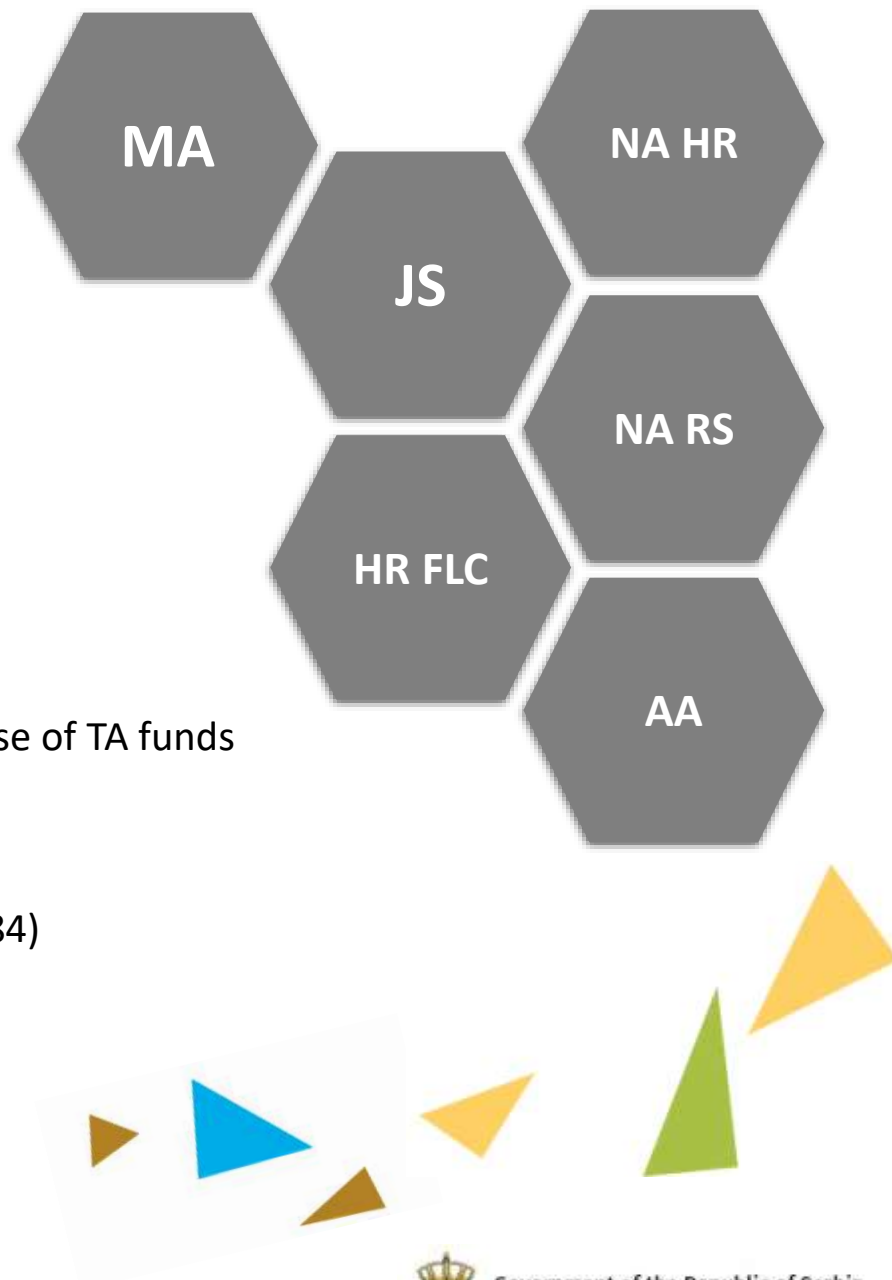 MA
NA HR
JS
NA RS
HR FLC
AA
se of TA funds
34)
Government of the Republic of Serbia